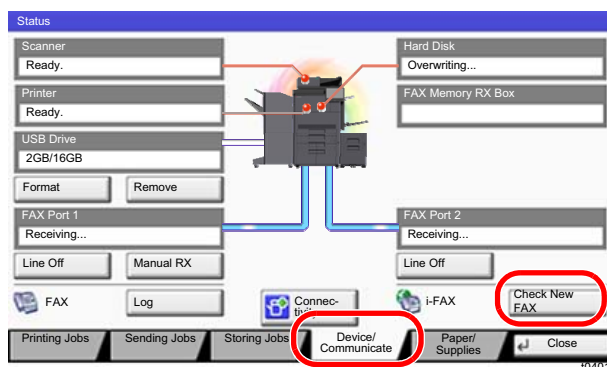 Status
Scanner
Ready.
Hard Disk
Overwriting...
Printer
Ready.
FAX Memory RX Box
USB Drive
2GB/16GB
Format
Remove
FAX Port 1
Receiving...
FAX Port 2
Receiving...
Line Off
Manual RX
Line Off
FAX
Log
Connec-
tivity
i-FAX
Check New
FAX
Printing Jobs
Sending Jobs
Storing Jobs
Device/
Communicate
Paper/
Supplies
Close